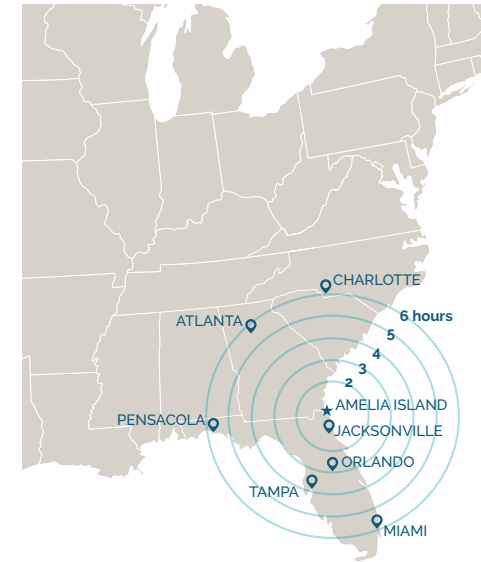 CHARLOTTE
6 hours
ATLANTA
5
4
3
2
AMELIA ISLAND
PENSACOLA
JACKSONVILLE
ORLANDO
TAMPA
MIAMI